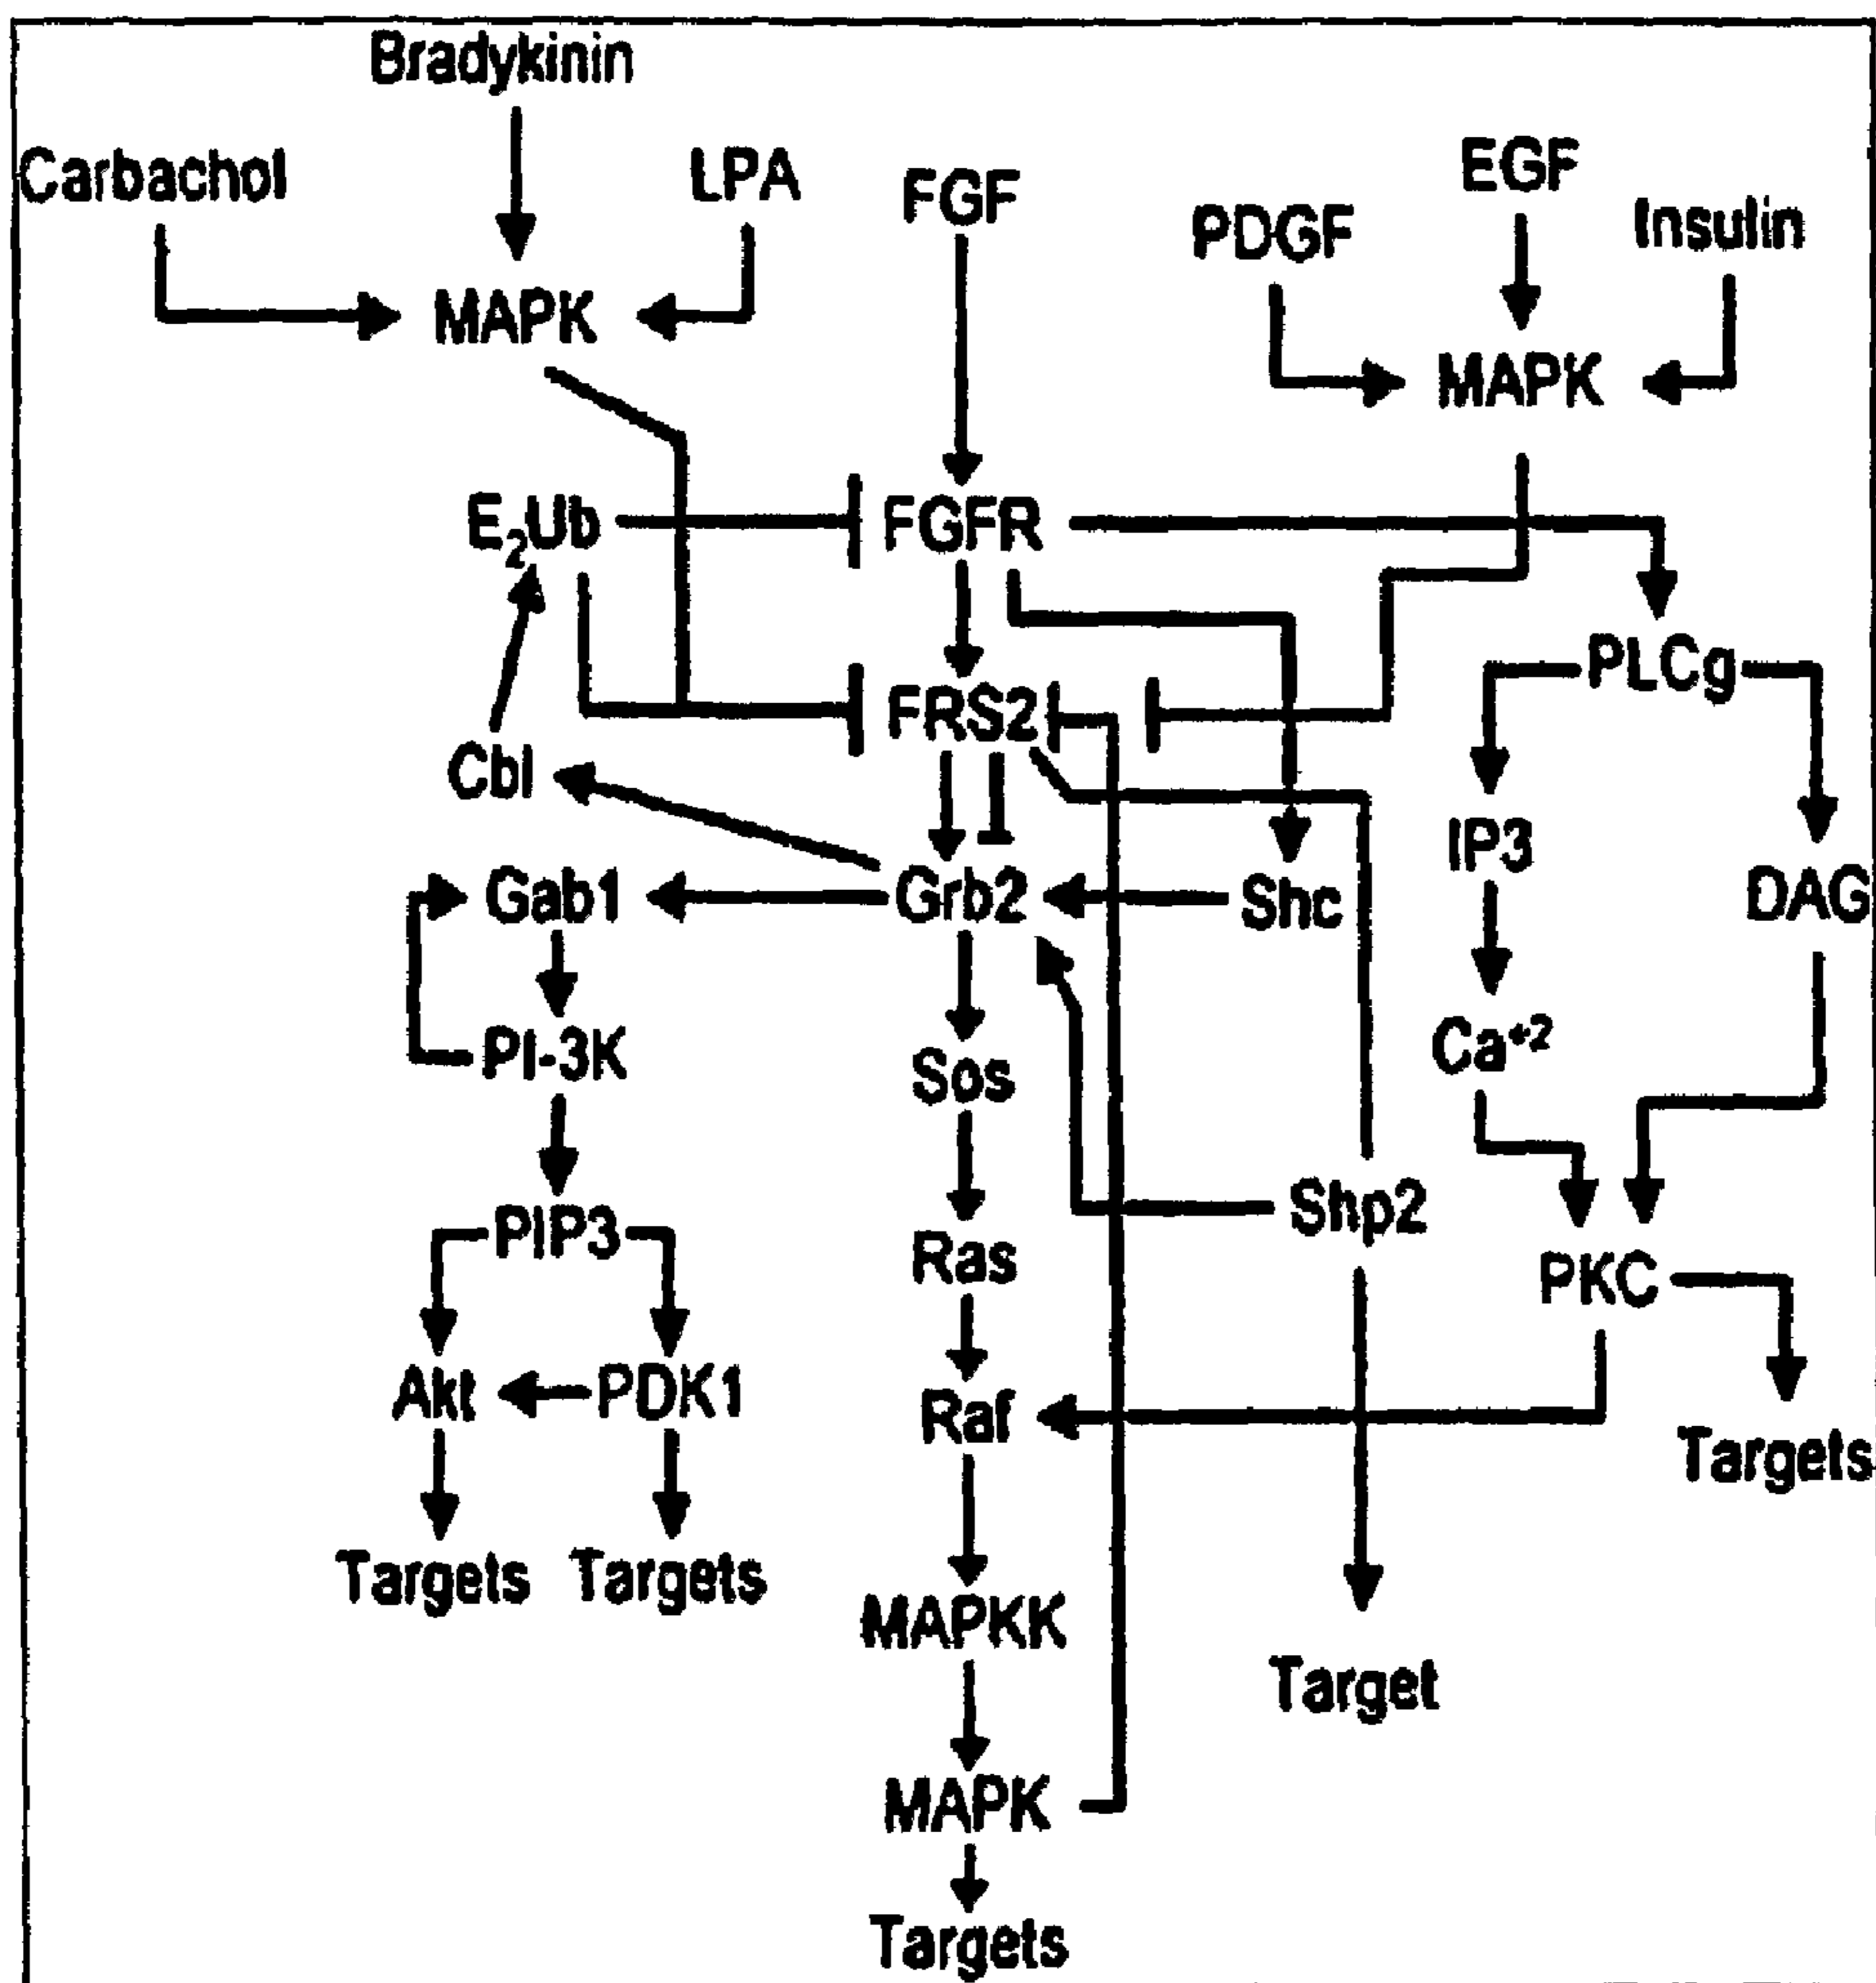 Bradykinin
Carbachol
LPA
FGF
EGF
PDGF
Insulin
MAPK
MAPK
E₂Ub
FGFR
PLCg
FRS2
Cbl
IP3
Gab1
Grb2
Shc
DAG
PI-3K
Sos
Ca⁺²
PIP3
Ras
Shp2
PKC
Akt
PDK1
Raf
Targets
Targets
Targets
MAPKK
Target
MAPK
Targets